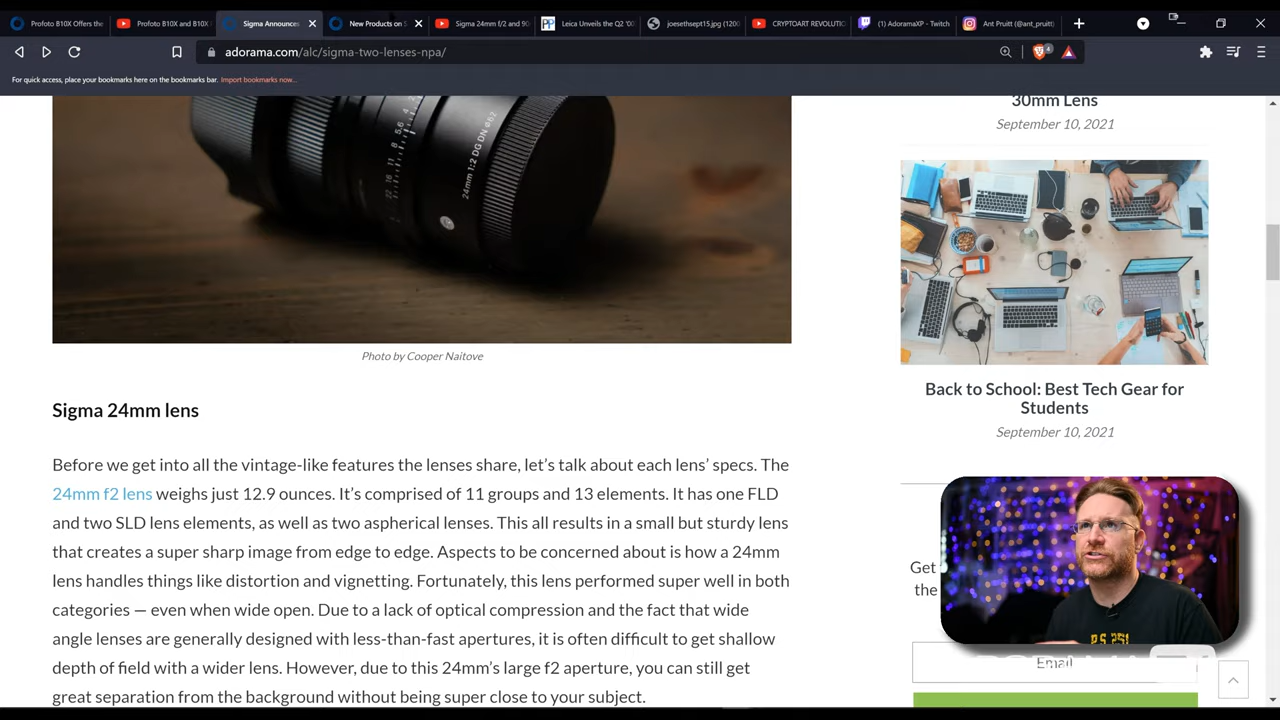 Profoto B10X Offers the
Profoto B10X and B10X
Sigma Announce
New Products on S
Sigma 24mm f/2 and 90
Leica Unveils the Q2 '00
joesethsept15.jpg (1200
CRYPTOART REVOLUTIO
(1) AdoramaXP - Twitch
Ant Pruitt (@ant_pruitt)
adorama.com/alc/sigma-two-lenses-npa/
4
For quick access, place your bookmarks here on the bookmarks bar. Import bookmarks now...
24mm 1:2 DG DN ø62
Photo by Cooper Naitove
Sigma 24mm lens
Before we get into all the vintage-like features the lenses share, let's talk about each lens' specs. The
24mm f2 lens weighs just 12.9 ounces. It's comprised of 11 groups and 13 elements. It has one FLD
and two SLD lens elements, as well as two aspherical lenses. This all results in a small but sturdy lens
that creates a super sharp image from edge to edge. Aspects to be concerned about is how a 24mm
lens handles things like distortion and vignetting. Fortunately, this lens performed super well in both
categories — even when wide open. Due to a lack of optical compression and the fact that wide
angle lenses are generally designed with less-than-fast apertures, it is often difficult to get shallow
depth of field with a wider lens. However, due to this 24mm's large f2 aperture, you can still get
great separation from the background without being super close to your subject.
30mm Lens
September 10, 2021
Back to School: Best Tech Gear for
Students
September 10, 2021
Get
the
Email